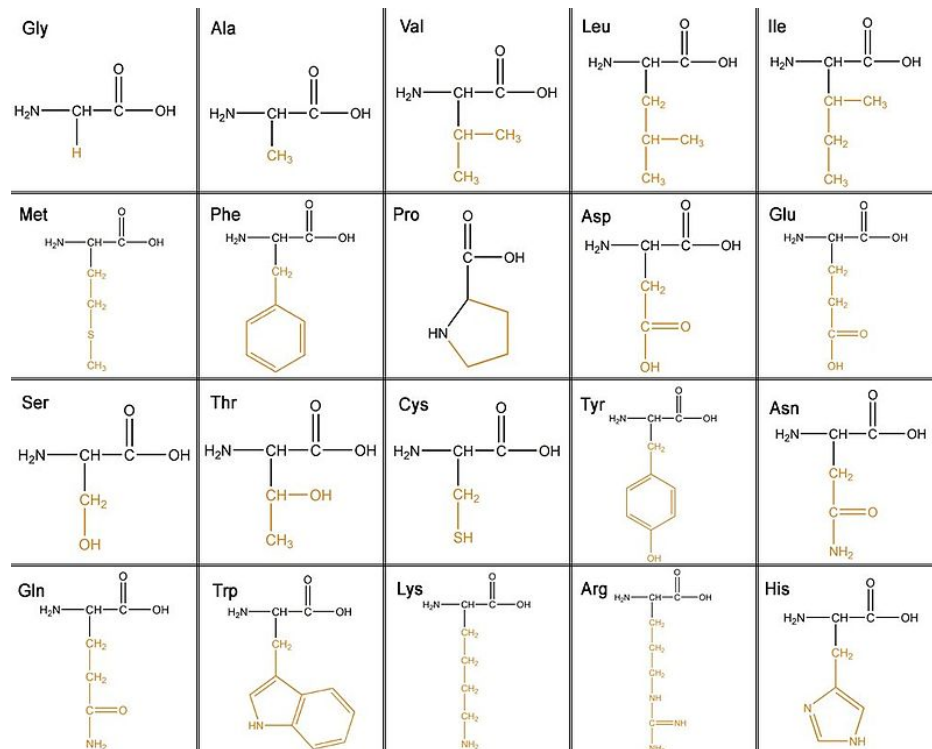 Gly
O
H₂N CH C OH
H
Ala
O
H₂N CH C OH
CH₃
Val
O
H₂N CH C OH
CH CH₃
CH₃
Leu
O
H₂N CH C OH
CH₂
CH CH₃
CH₃
Ile
O
H₂N CH C OH
CH CH₃
CH₂
CH₃
Met
O
H₂N CH C OH
CH₂
CH₂
S
CH₃
Phe
O
H₂N CH C OH
CH₂
Pro
O
C OH
HN
Asp
O
H₂N CH C OH
CH₂
C O
OH
Glu
O
H₂N CH C OH
CH₂
CH₂
C O
OH
Ser
O
H₂N CH C OH
CH₂
OH
Thr
O
H₂N CH C OH
CH OH
CH₃
Cys
O
H₂N CH C OH
CH₂
SH
Tyr
O
H₂N CH C OH
CH₂
OH
Asn
O
H₂N CH C OH
CH₂
C O
NH₂
Gln
O
H₂N CH C OH
CH₂
CH₂
C O
NH₂
Trp
O
H₂N CH C OH
CH₂
HN
Lys
O
H₂N CH C OH
CH₂
CH₂
CH₂
CH₂
NH₂
Arg
O
H₂N CH C OH
CH₂
CH₂
CH₂
NH
C NH
His
O
H₂N CH C OH
CH₂
N
NH